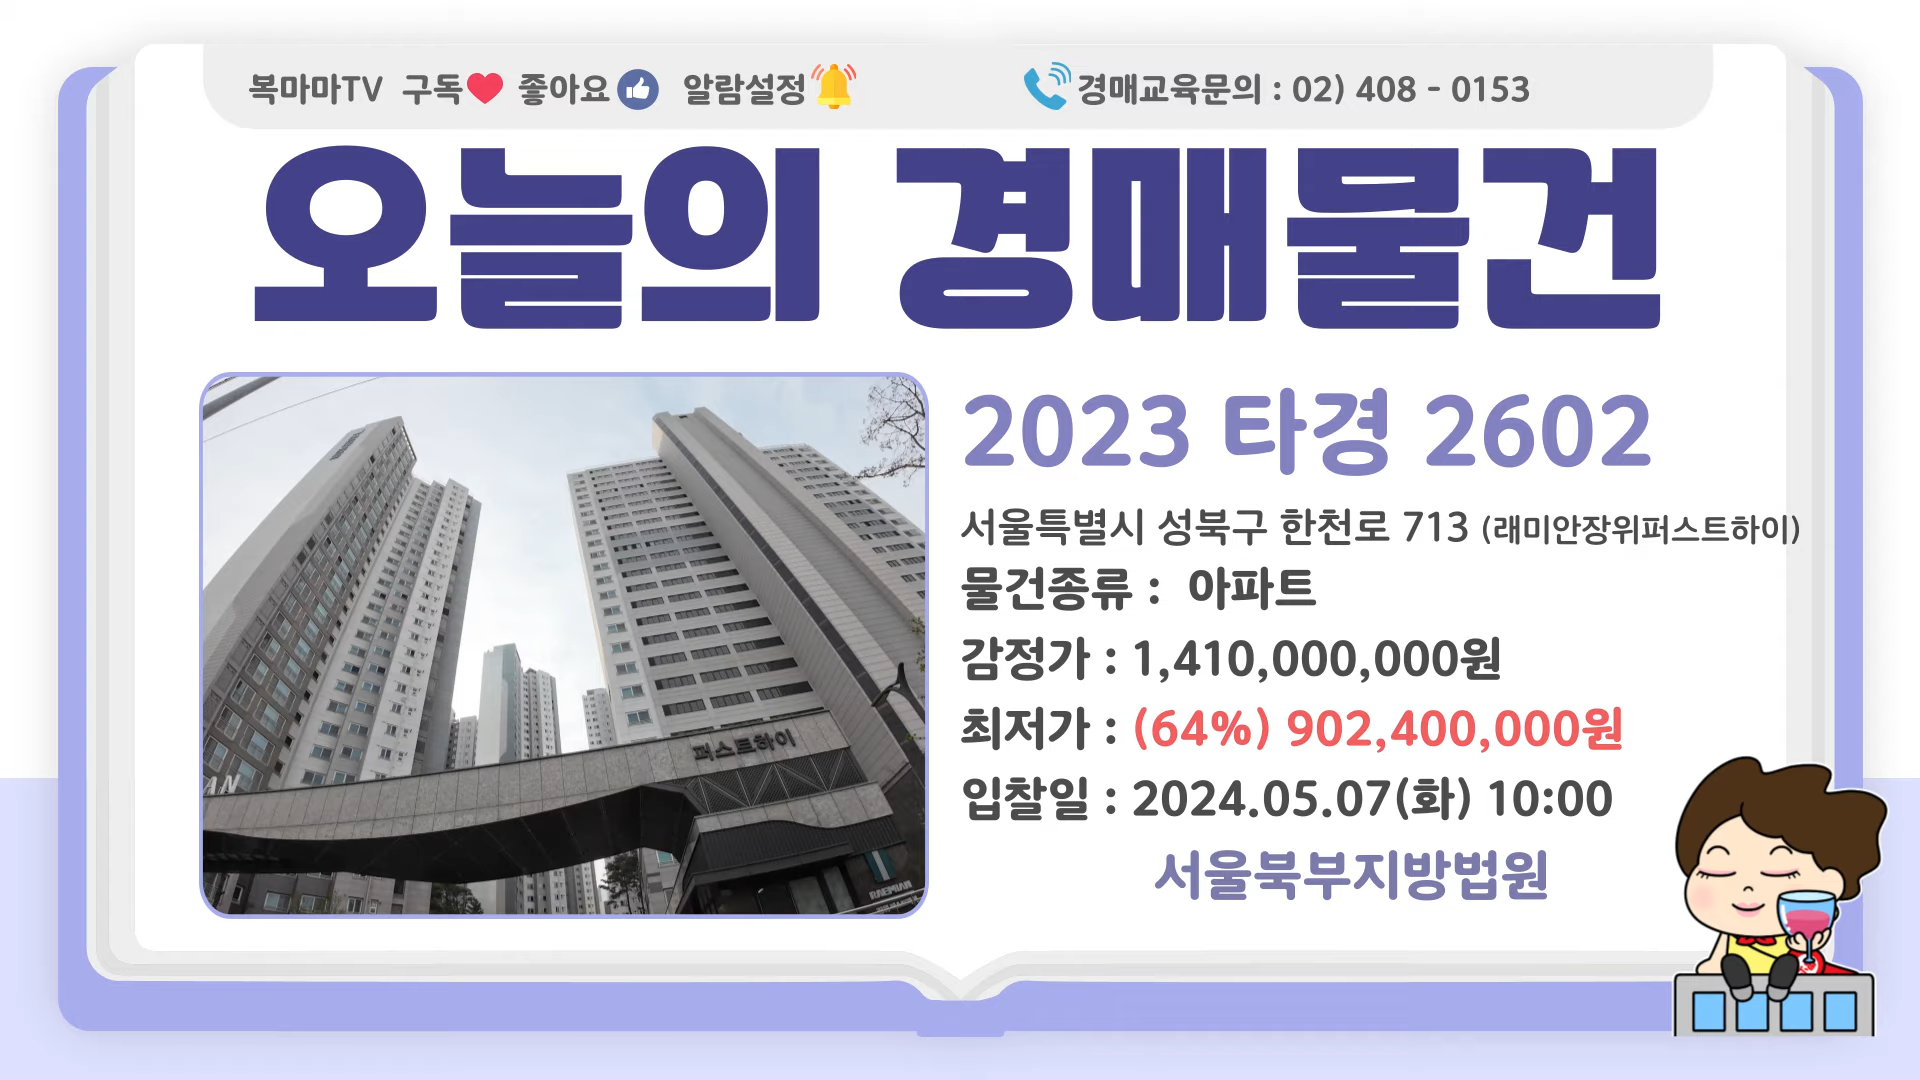 복마마TV 구독 좋아요 알람설정 경매교육문의 : 02) 408 - 0153
오늘의 경매물건
2023 타경 2602
서울특별시 성북구 한천로 713 (래미안장위퍼스트하이)
물건종류 : 아파트
감정가 : 1,410,000,000원
최저가 : (64%) 902,400,000원
입찰일 : 2024.05.07(화) 10:00
서울북부지방법원
퍼스트하이
AN
RAEMIAN